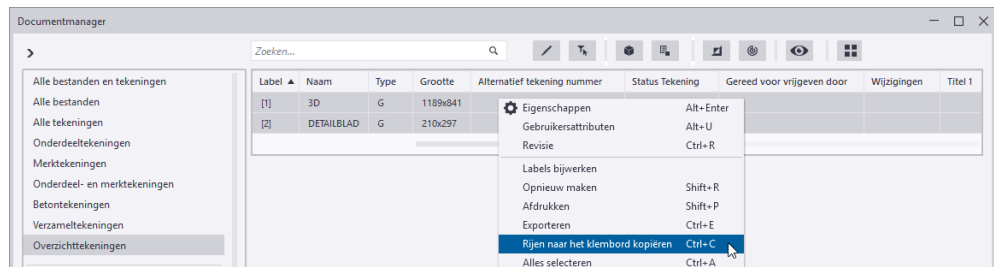 Documentmanager
Zoeken...
Alle bestanden en tekeningen
Alle bestanden
Alle tekeningen
Onderdeeltekeningen
Merktekeningen
Onderdeel- en merktekeningen
Betontekeningen
Verzameltekeningen
Overzichttekeningen
Label Naam Type Grootte Alternatief tekening nummer Status Tekening Gereed voor vrijgeven door Wijzigingen Titel 1
[1] 3D G 1189x841
[2] DETAILBLAD G 210x297
Eigenschappen Alt+Enter
Gebruikersattributen Alt+U
Revisie Ctrl+R
Labels bijwerken
Opnieuw maken Shift+R
Afdrukken Shift+P
Exporteren Ctrl+E
Rijen naar het klembord kopiëren Ctrl+C
Alles selecteren Ctrl+A